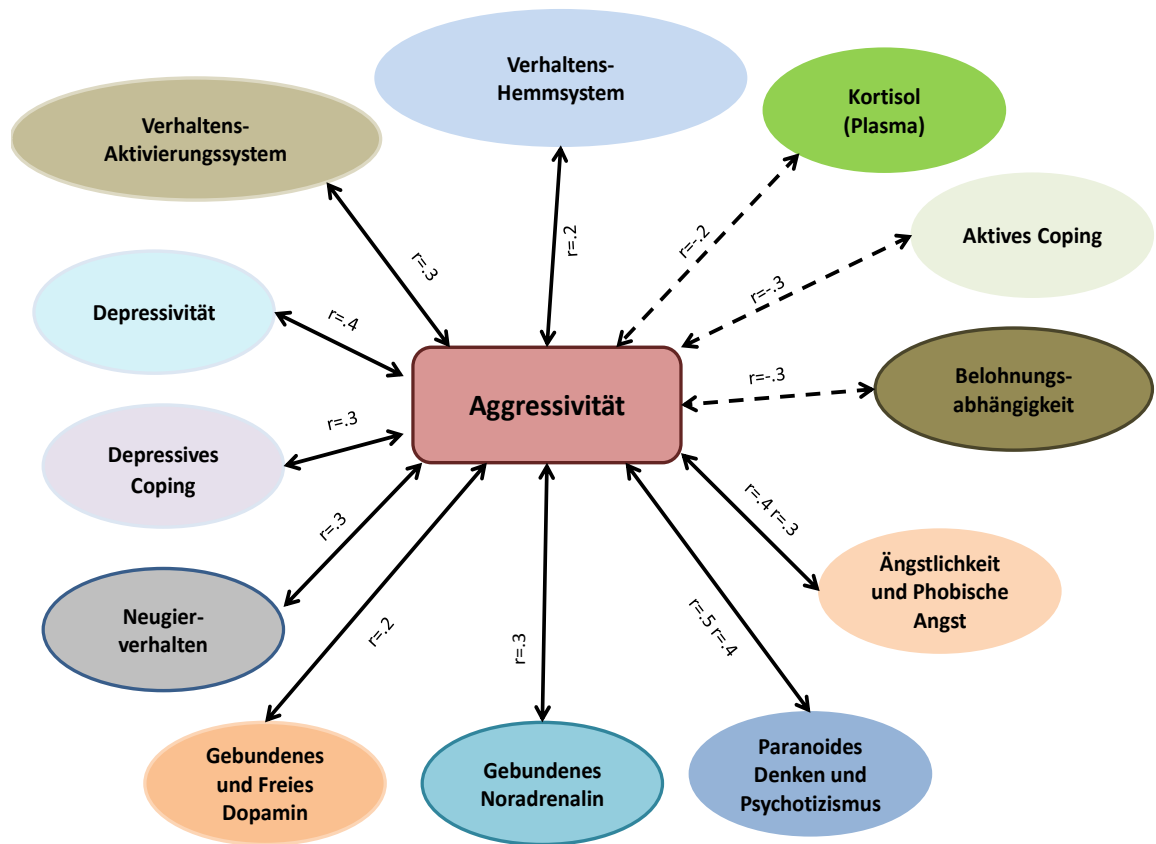 Verhaltens-
Hemmsystem
Kortisol
(Plasma)
Verhaltens-
Aktivierungssystem
Aktives Coping
r=.3
r=.2
r=-.2
r=-.3
Depressivität
r=.4
Belohnungs-
abhängigkeit
r=-.3
Aggressivität
r=.3
Depressives
Coping
r=.3
r=.4 r=.3
Ängstlichkeit
und Phobische
Angst
Neugier-
verhalten
r=.2
r=.3
r=.5 r=.4
Gebundenes
und Freies
Dopamin
Gebundenes
Noradrenalin
Paranoides
Denken und
Psychotizismus